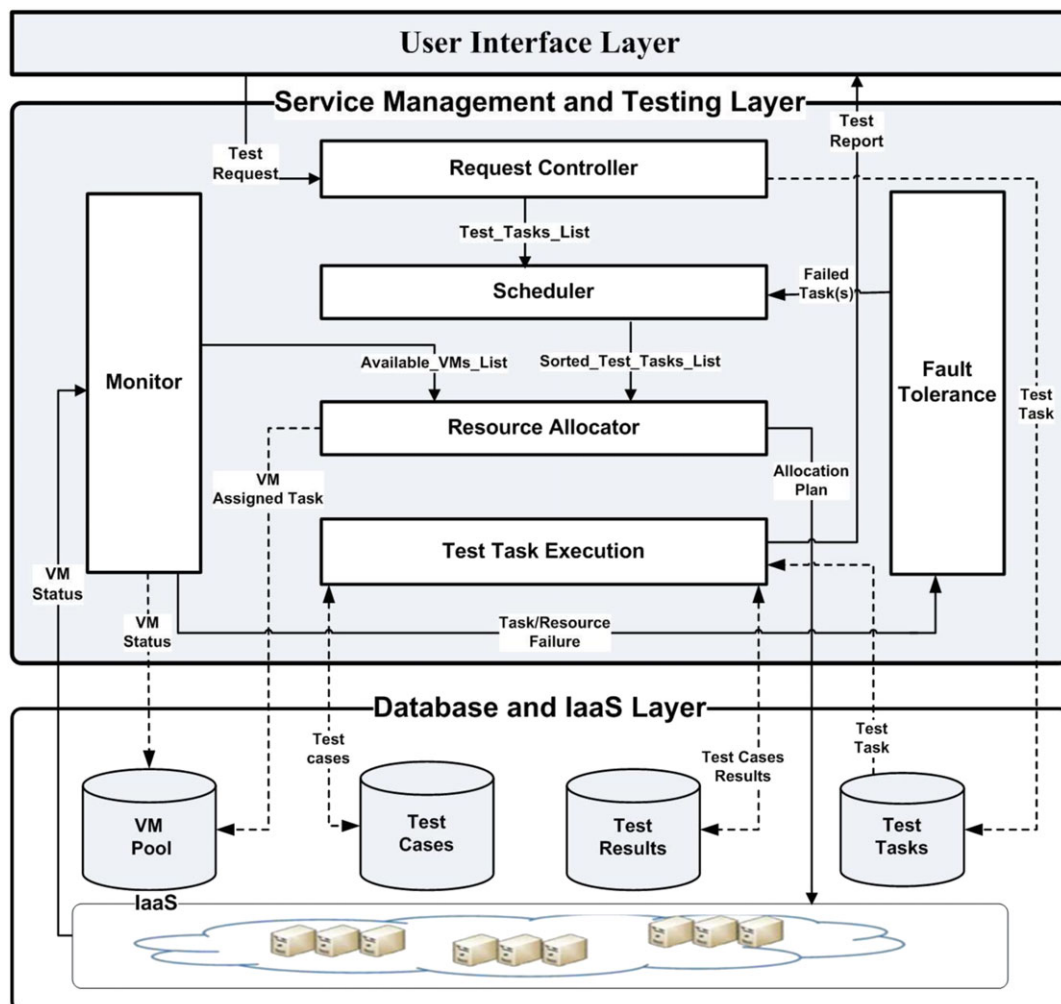 User Interface Layer
Service Management and Testing Layer
Test
Report
Test
Request
Request Controller
Test_Tasks_List
Scheduler
Failed
Task(s)
Monitor
Available_VMs_List
Sorted_Test_Tasks_List
Fault
Tolerance
Test
Task
Resource Allocator
VM
Assigned Task
Allocation
Plan
Test Task Execution
VM
Status
VM
Status
Task/Resource
Failure
Database and IaaS Layer
Test
cases
Test Cases
Results
Test
Task
VM
Pool
Test
Cases
Test
Results
Test
Tasks
IaaS